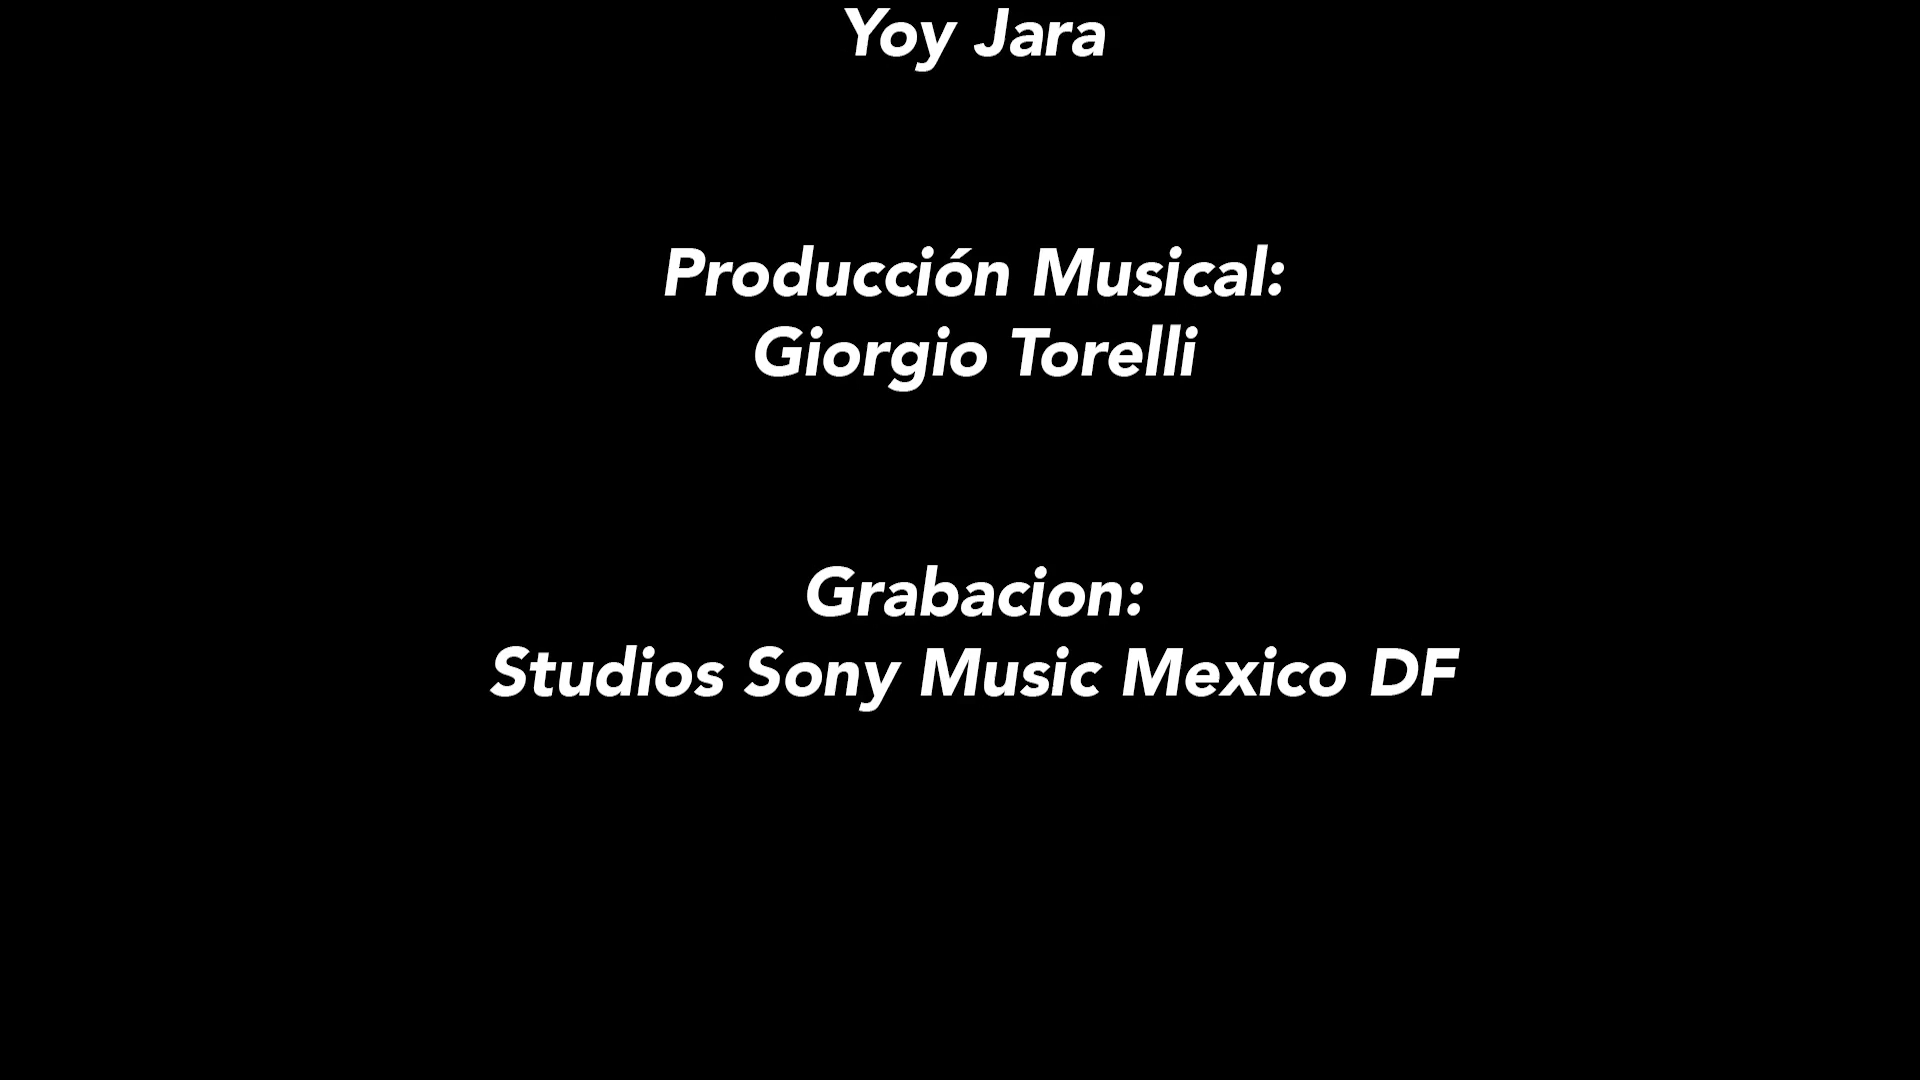 Yoy Jara
Producción Musical:
Giorgio Torelli
Grabacion:
Studios Sony Music Mexico DF